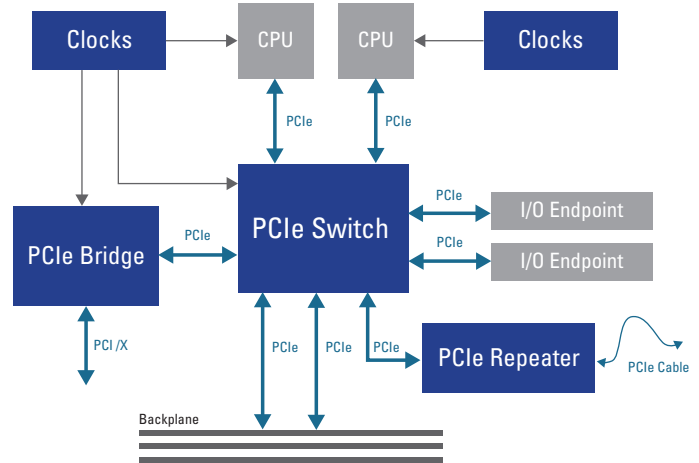 Clocks
CPU
CPU
Clocks
PCIe
PCIe
PCIe
I/O Endpoint
PCIe Bridge
PCIe
PCIe Switch
PCIe
I/O Endpoint
PCI /X
PCIe
PCIe
PCIe
PCIe Repeater
PCIe Cable
Backplane